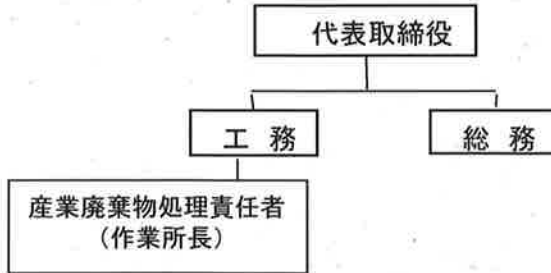 代表取締役
工 務
総 務
産業廃棄物処理責任者
（作業所長）